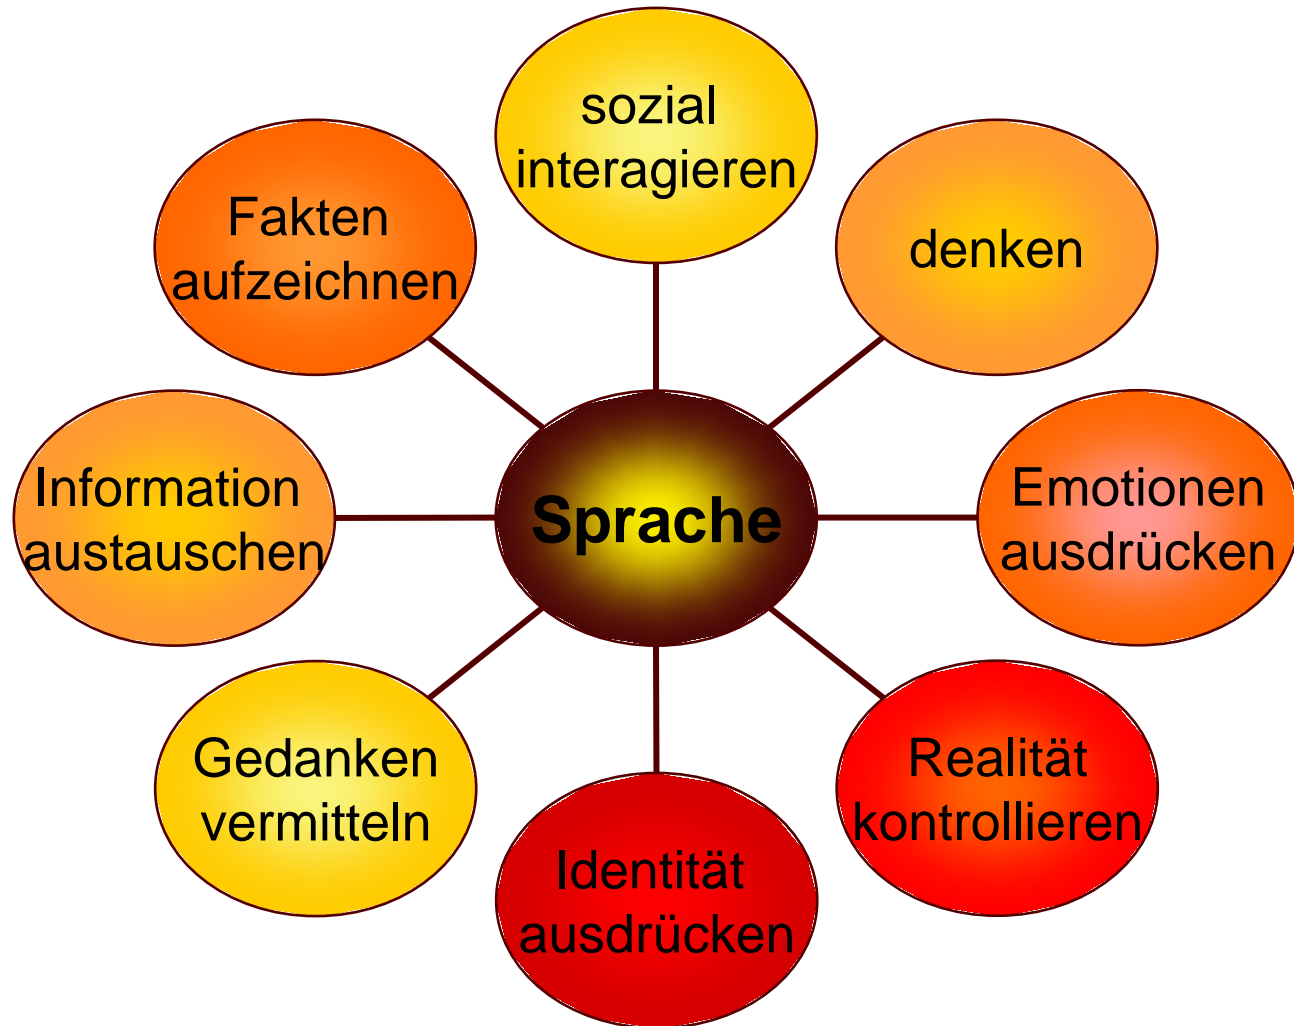 sozial
interagieren
Fakten
aufzeichnen
denken
Information
austauschen
Sprache
Emotionen
ausdrücken
Gedanken
vermitteln
Realität
kontrollieren
Identität
ausdrücken